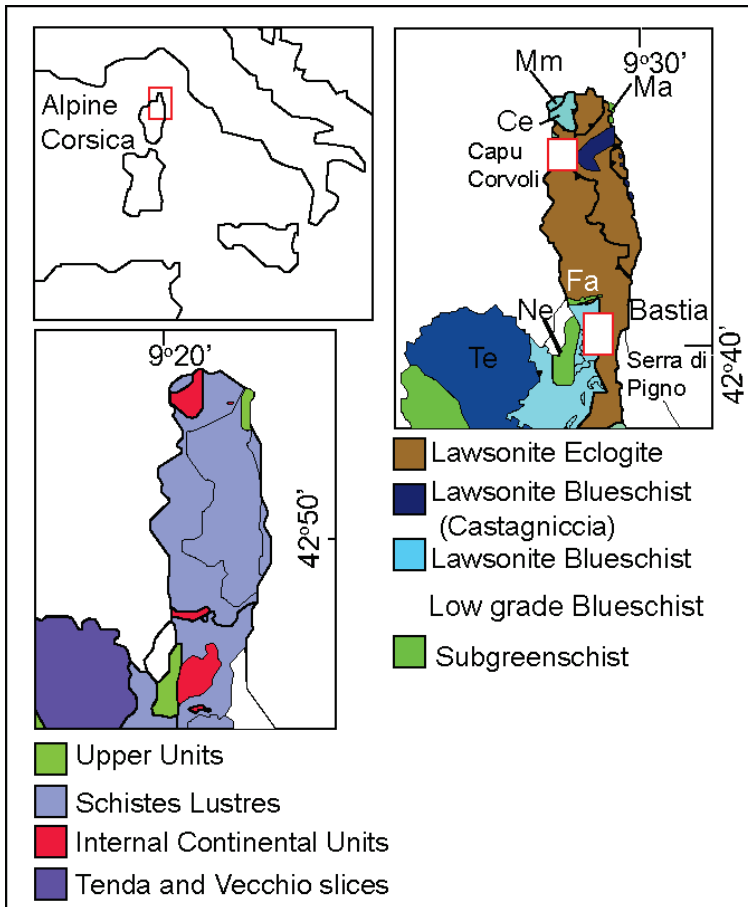 Alpine
Corsica
9°30'
Mm
Ma
Ce
Capu
Corvoli
Fa
Ne
Bastia
Te
Serra di
Pigno
42°40'
9°20'
42°50'
Lawsonite Eclogite
Lawsonite Blueschist
(Castagniccia)
Lawsonite Blueschist
Low grade Blueschist
Subgreenschist
Upper Units
Schistes Lustres
Internal Continental Units
Tenda and Vecchio slices